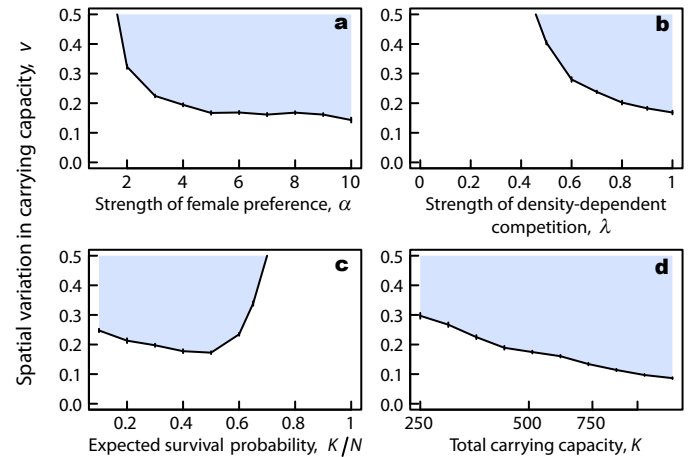 Spatial variation in carrying capacity, v
a
0.5
0.4
0.3
0.2
0.1
0.0
2 4 6 8 10
Strength of female preference, α
b
0.5
0.4
0.3
0.2
0.1
0.0
0 0.2 0.4 0.6 0.8 1
Strength of density-dependent
competition, λ
c
0.5
0.4
0.3
0.2
0.1
0.0
0.2 0.4 0.6 0.8 1
Expected survival probability, K/N
d
0.5
0.4
0.3
0.2
0.1
0.0
250 500 750
Total carrying capacity, K